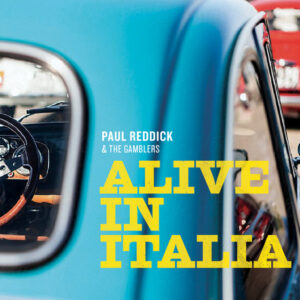 PAUL REDDICK
& THE GAMBLERS
ALIVE
IN
ITALIA